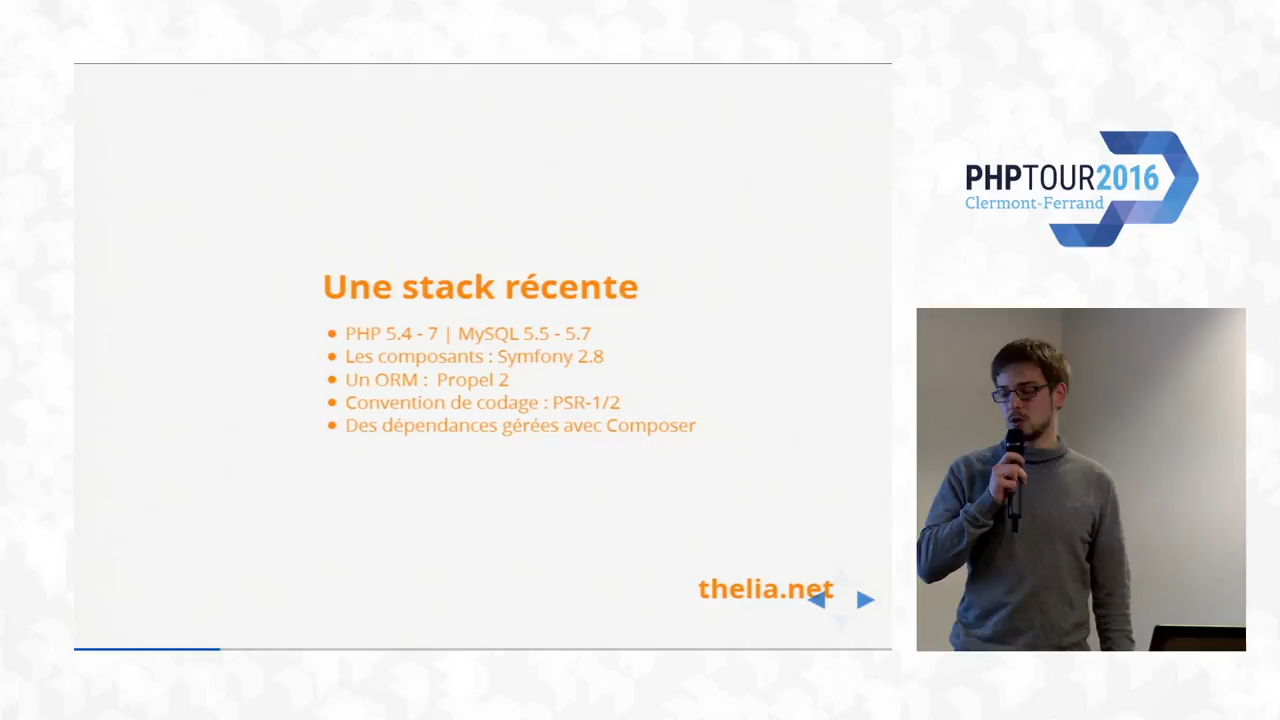 Une stack récente
PHP 5.4 - 7 | MySQL 5.5 - 5.7
Les composants : Symfony 2.8
Un ORM : Propel 2
Convention de codage : PSR-1/2
Des dépendances gérées avec Composer
thelia.net
PHPTOUR2016
Clermont-Ferrand